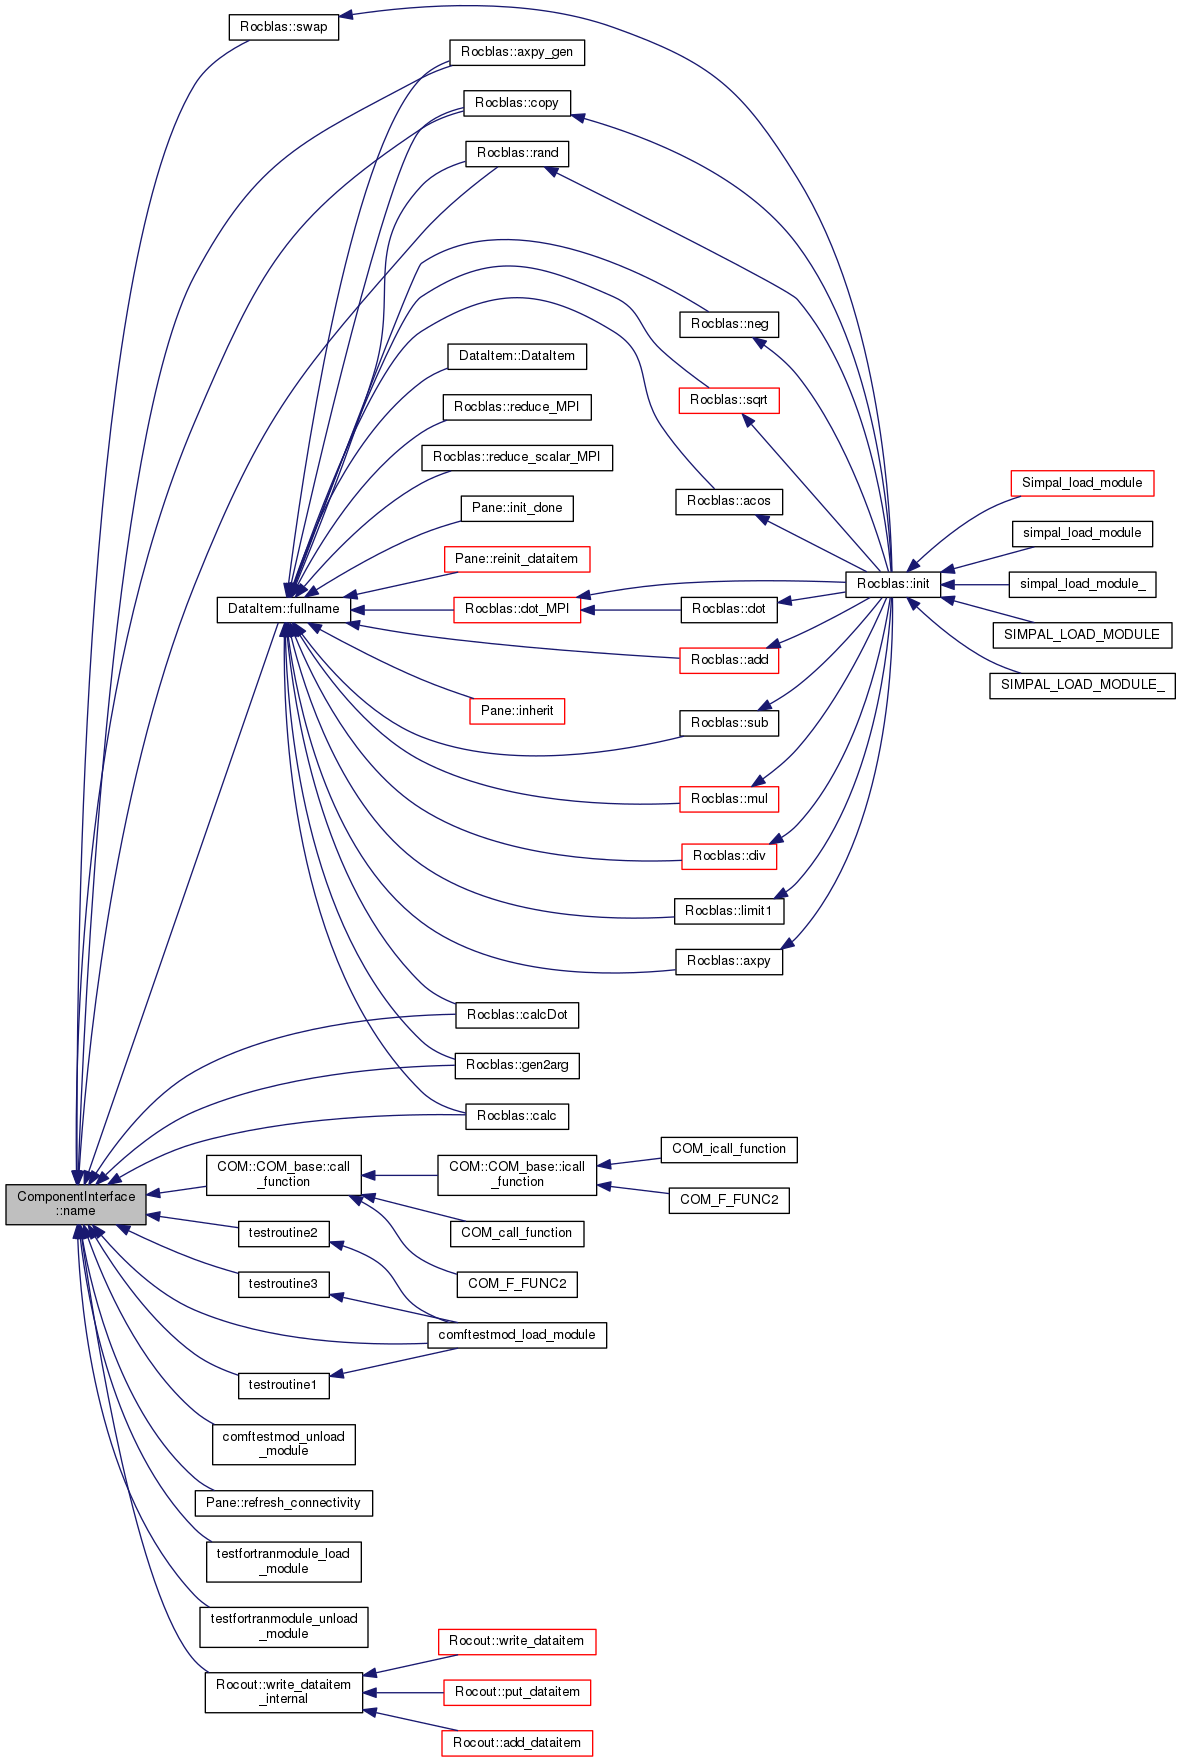 Rocblas::swap
Rocblas::axpy_gen
Rocblas::copy
Rocblas::rand
Rocblas::neg
DataItem::DataItem
Rocblas::sqrt
Rocblas::reduce_MPI
Rocblas::reduce_scalar_MPI
Simpal_load_module
Rocblas::acos
Pane::init_done
simpal_load_module
Pane::reinit_dataitem
Rocblas::init
simpal_load_module_
DataItem::fullname
Rocblas::dot_MPI
Rocblas::dot
SIMPAL_LOAD_MODULE
Rocblas::add
SIMPAL_LOAD_MODULE_
Pane::inherit
Rocblas::sub
Rocblas::mul
Rocblas::div
Rocblas::limit1
Rocblas::axpy
Rocblas::calcDot
Rocblas::gen2arg
Rocblas::calc
COM::COM_base::call
_function
COM::COM_base::icall
_function
COM_icall_function
COM_F_FUNC2
ComponentInterface
::name
testroutine2
COM_call_function
testroutine3
COM_F_FUNC2
comftestmod_load_module
testroutine1
comftestmod_unload
_module
Pane::refresh_connectivity
testfortranmodule_load
_module
testfortranmodule_unload
_module
Rocout::write_dataitem
_internal
Rocout::write_dataitem
Rocout::put_dataitem
Rocout::add_dataitem